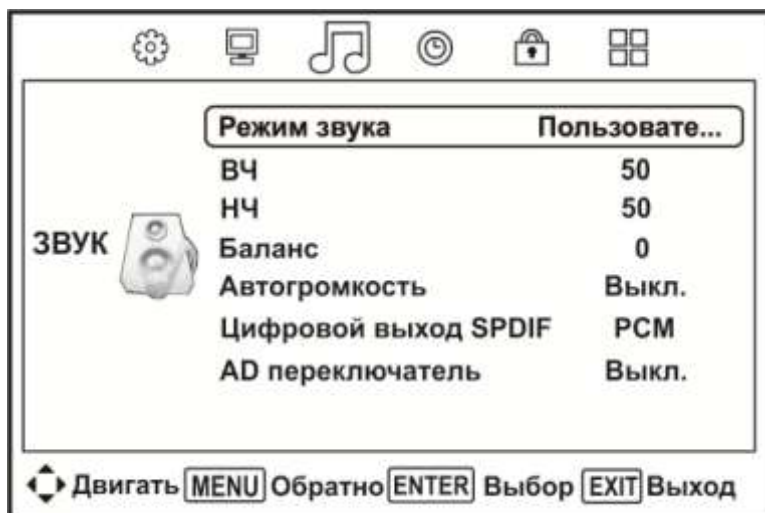 Режим звука Пользовате...
ВЧ 50
НЧ 50
ЗВУК
Баланс 0
Автогромкость Выкл.
Цифровой выход SPDIF PCM
AD переключатель Выкл.
Двигать MENU Обратно ENTER Выбор EXIT Выход